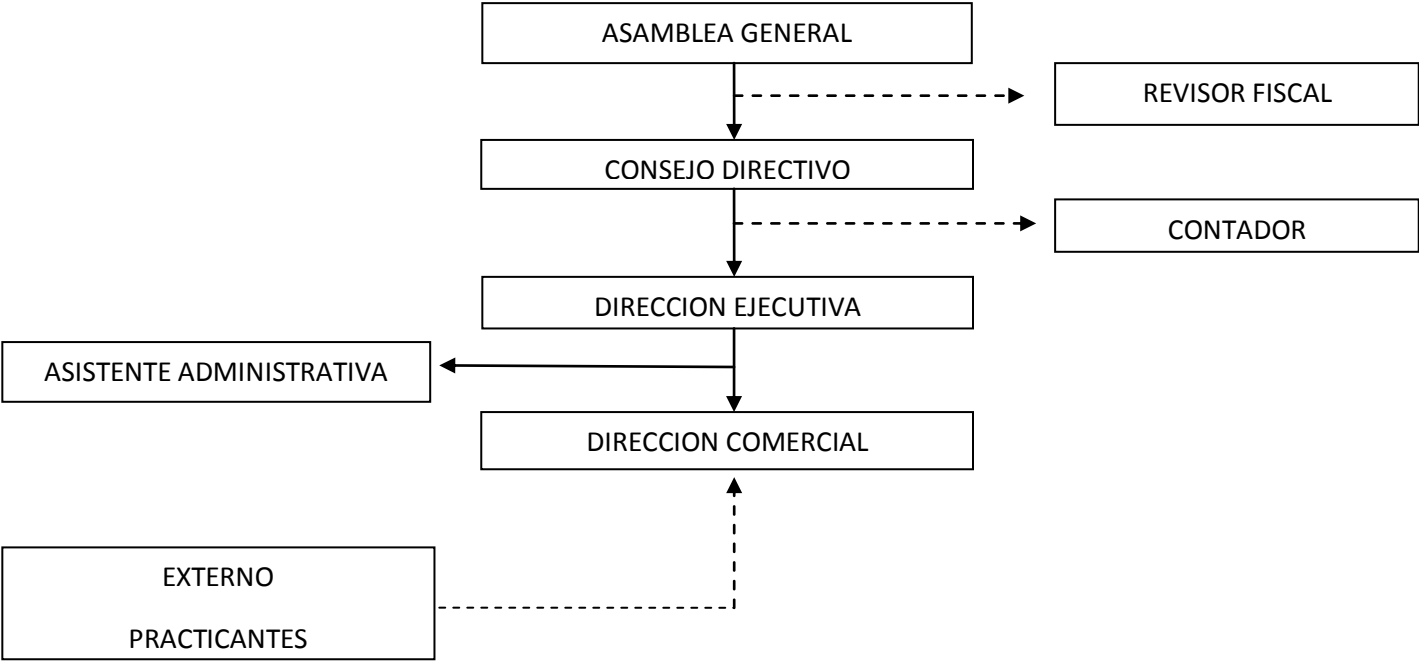 ASAMBLEA GENERAL
REVISOR FISCAL
CONSEJO DIRECTIVO
CONTADOR
DIRECCION EJECUTIVA
ASISTENTE ADMINISTRATIVA
DIRECCION COMERCIAL
EXTERNO
PRACTICANTES